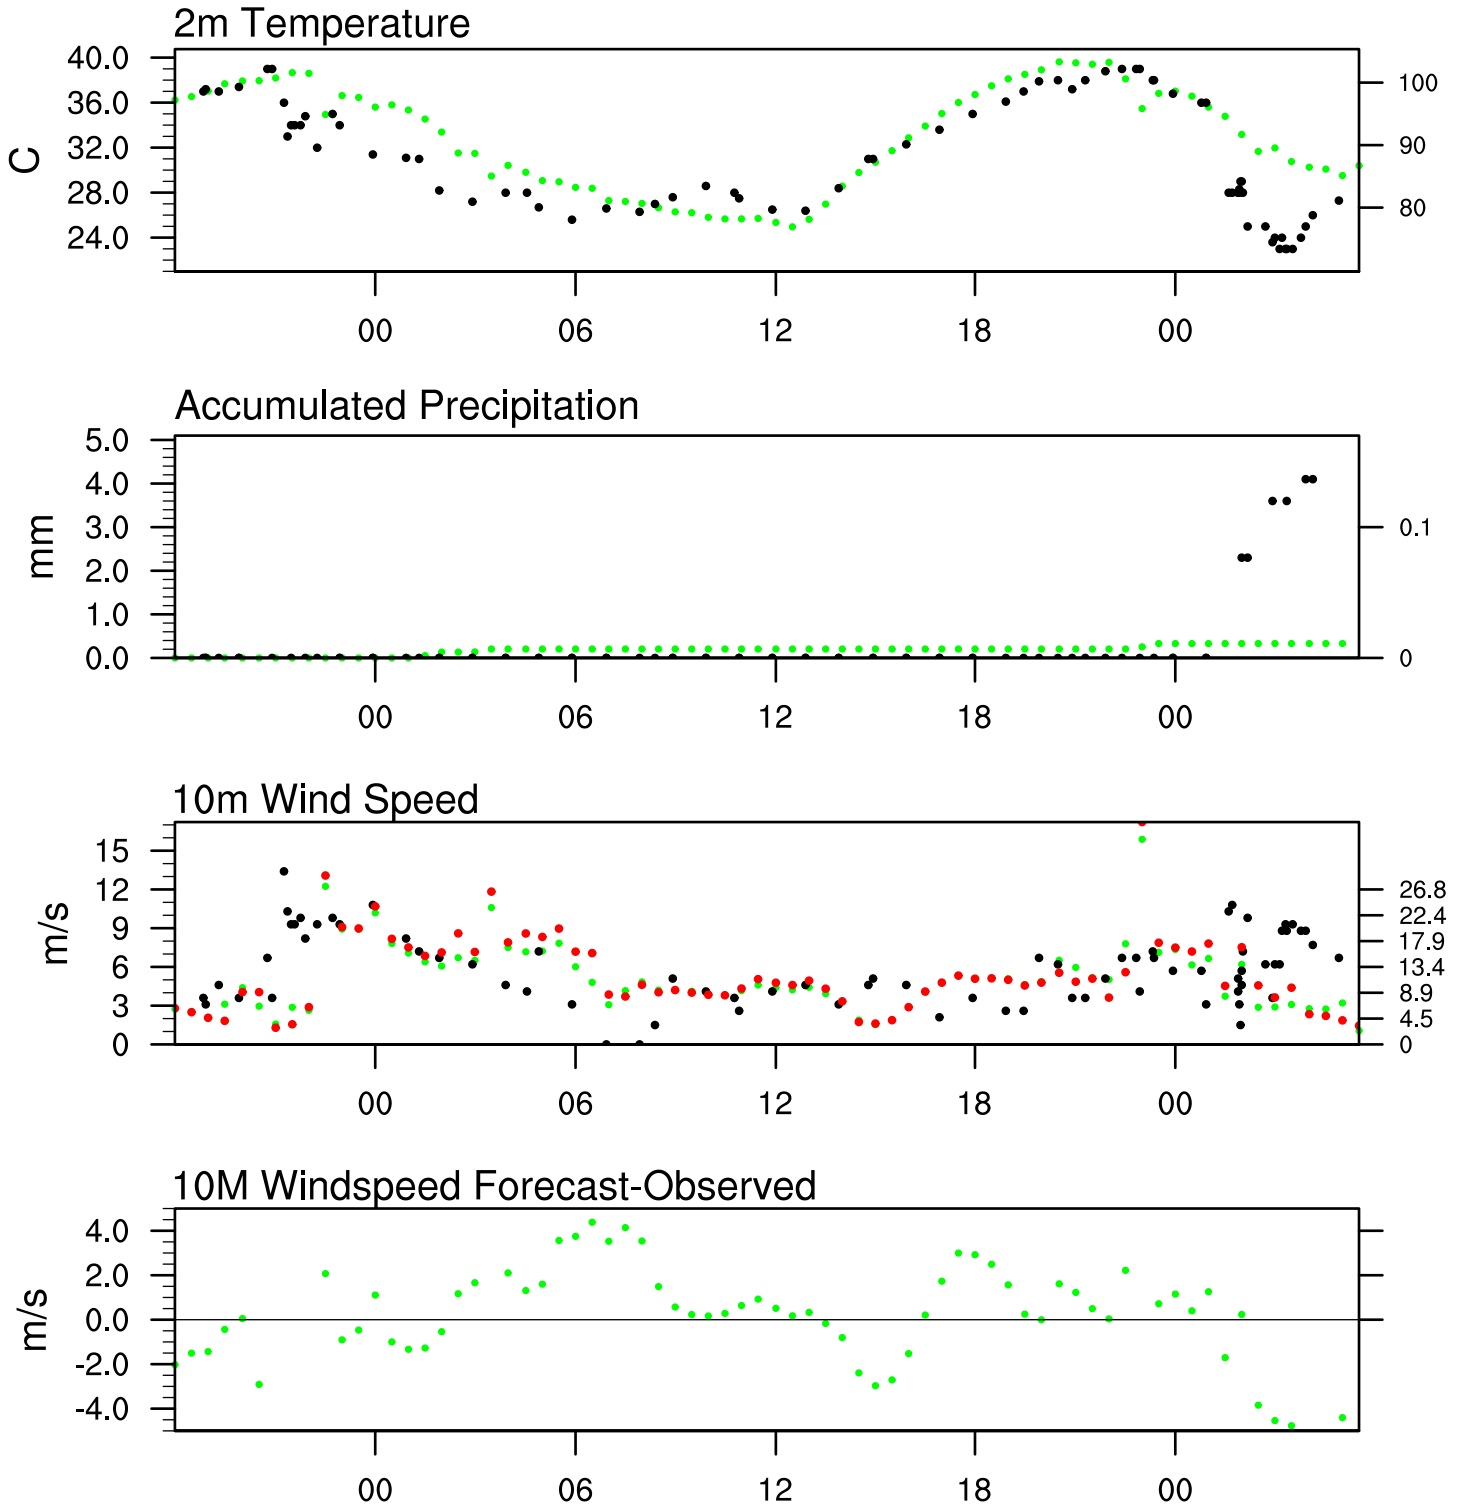 2m Temperature
40.0
36.0
32.0
28.0
24.0
C
100
90
80
00 06 12 18 00
Accumulated Precipitation
5.0
4.0
3.0
2.0
1.0
0.0
mm
0.1
0
00 06 12 18 00
10m Wind Speed
15
12
9
6
3
0
m/s
26.8
22.4
17.9
13.4
8.9
4.5
0
00 06 12 18 00
10M Windspeed Forecast-Observed
4.0
2.0
0.0
-2.0
-4.0
m/s
00 06 12 18 00